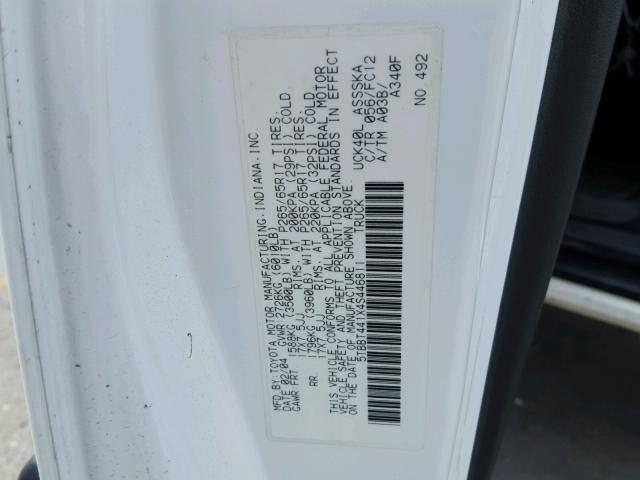 MFD.BY:TOYOTA MOTOR MANUFACTURING.INDIANA.INC
DATE 02/04 GVWR 2726KG (6010LB)
GAWR FRT 1588KG (3500LB) WITH P265/65R17 TIRES.
17X7.5JJ RIMS. AT 200KPA (29PSI) COLD
RR 1796KG (3960LB) WITH P265/65R17 TIRES.
17X7.5JJ RIMS. AT 220KPA (32PSI) COLD
THIS VEHICLE CONFORMS TO ALL APPLICABLE FEDERAL MOTOR
VEHICLE SAFETY AND THEFT PREVENTION STANDARDS IN EFFECT
ON THE DATE OF MANUFACTURE SHOWN ABOVE.
5TBBT441X4S446811 TRUCK
UCK40L ASSSKA
C/TR 056/FC12
A/TM A03B/
A340F
NO.492